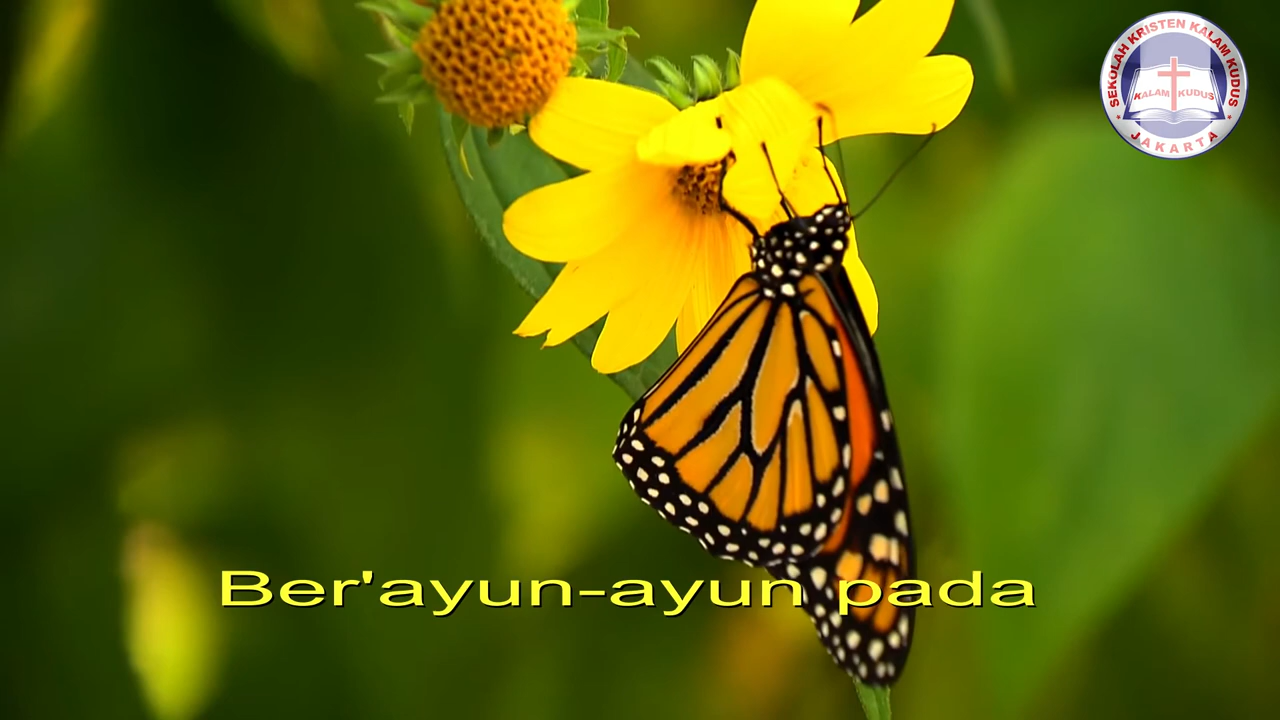 SEKOLAH KRISTEN KALAM KUDUS
KALAM KUDUS
JAKARTA
Ber'ayun-ayun pada